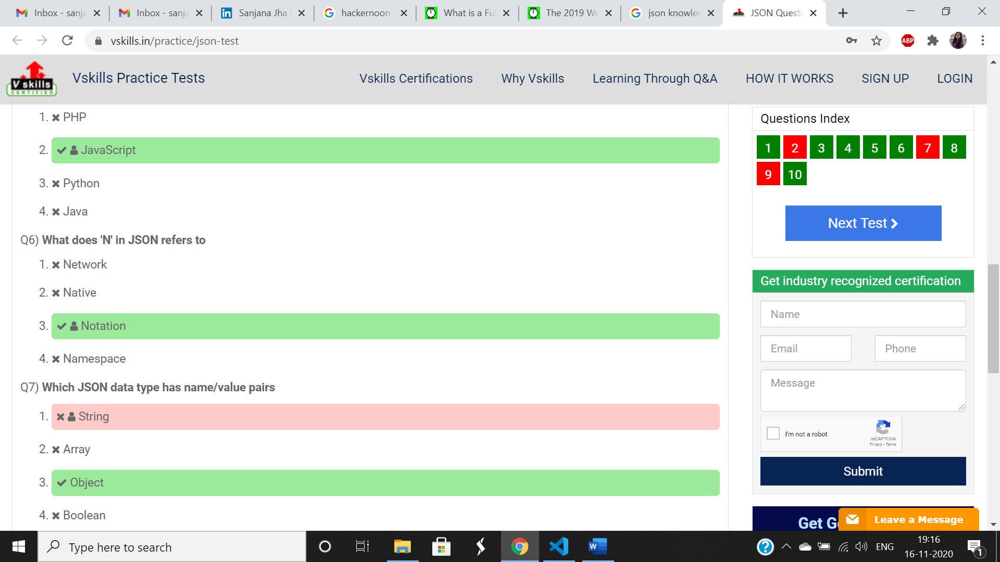 Inbox - sanja
Inbox - sanja
Sanjana Jha
hackernoon
What is a Ful
The 2019 We
json knowlec
JSON Questi
vskills.in/practice/json-test
ABP
V skills
CERTIFIED
Vskills Practice Tests
Vskills Certifications
Why Vskills
Learning Through Q&A
HOW IT WORKS
SIGN UP
LOGIN
1. PHP
2. JavaScript
3. Python
4. Java
Q6) What does 'N' in JSON refers to
1. Network
2. Native
3. Notation
4. Namespace
Q7) Which JSON data type has name/value pairs
1. String
2. Array
3. Object
4. Boolean
Questions Index
1 2 3 4 5 6 7 8
9 10
Next Test
Get industry recognized certification
Name
Email
Phone
Message
I'm not a robot
reCAPTCHA
Privacy - Terms
Submit
Get G
Leave a Message
Type here to search
ENG
19:16
16-11-2020
1